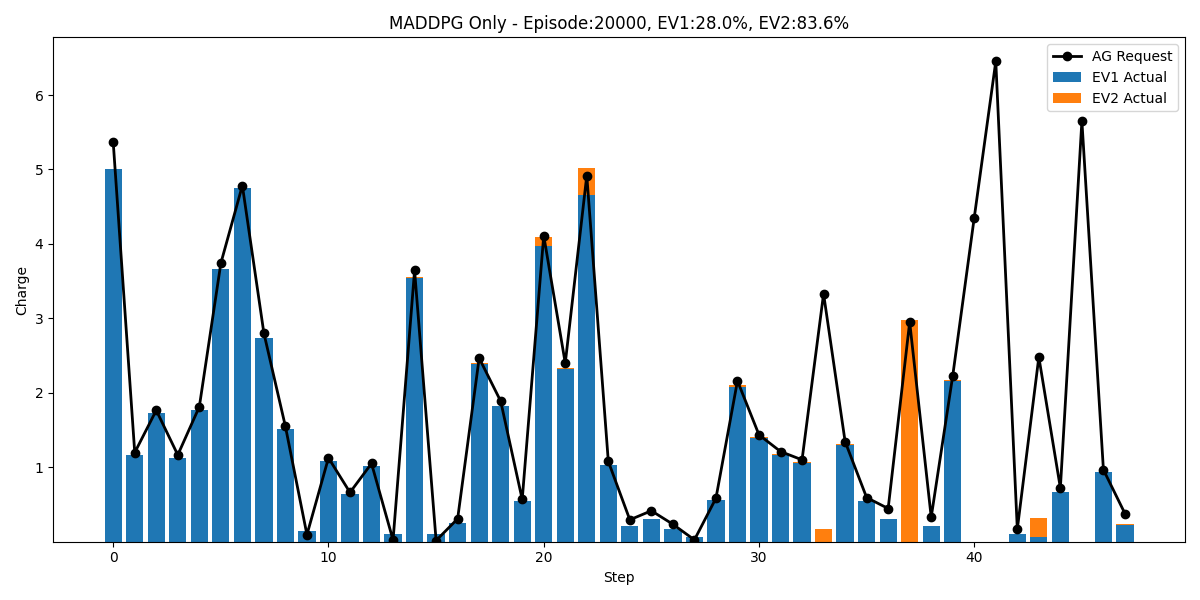 MADDPG Only - Episode:20000, EV1:28.0%, EV2:83.6%
AG Request
EV1 Actual
EV2 Actual
Charge
6
5
4
3
2
1
0
10
20
30
40
Step